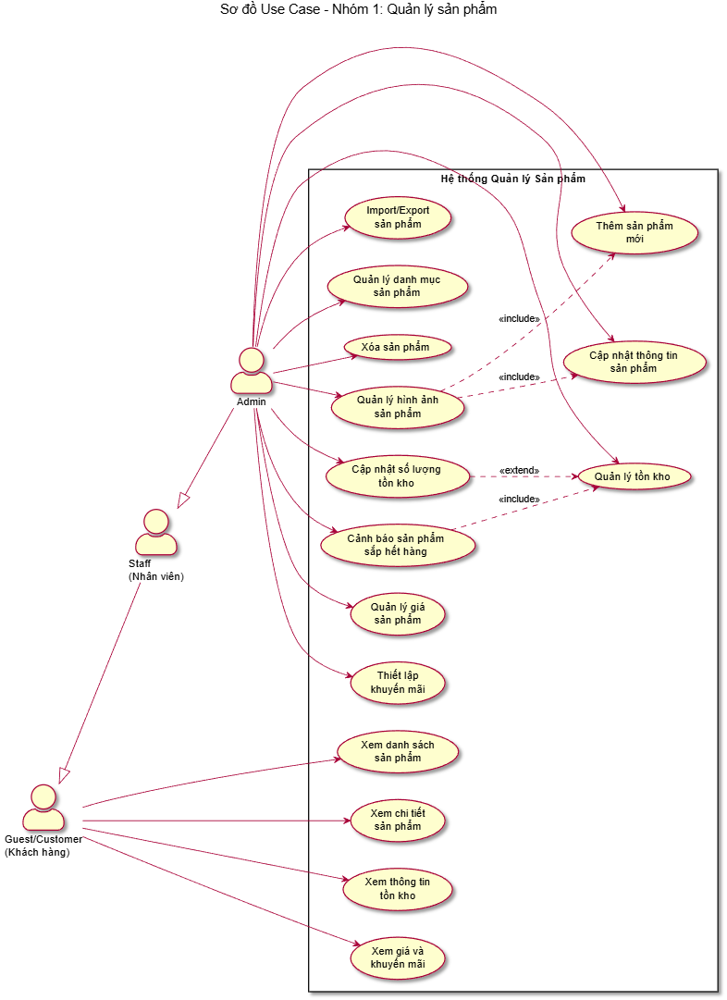 Sơ đồ Use Case - Nhóm 1: Quản lý sản phẩm
Hệ thống Quản lý Sản phẩm
Import/Export
sản phẩm
Thêm sản phẩm
mới
Quản lý danh mục
sản phẩm
«include»
Xóa sản phẩm
Cập nhật thông tin
sản phẩm
«include»
Admin
Quản lý hình ảnh
sản phẩm
Cập nhật số lượng
tồn kho
«extend»
Quản lý tồn kho
«include»
Cảnh báo sản phẩm
sắp hết hàng
Staff
(Nhân viên)
Quản lý giá
sản phẩm
Thiết lập
khuyến mãi
Xem danh sách
sản phẩm
Guest/Customer
(Khách hàng)
Xem chi tiết
sản phẩm
Xem thông tin
tồn kho
Xem giá và
khuyến mãi